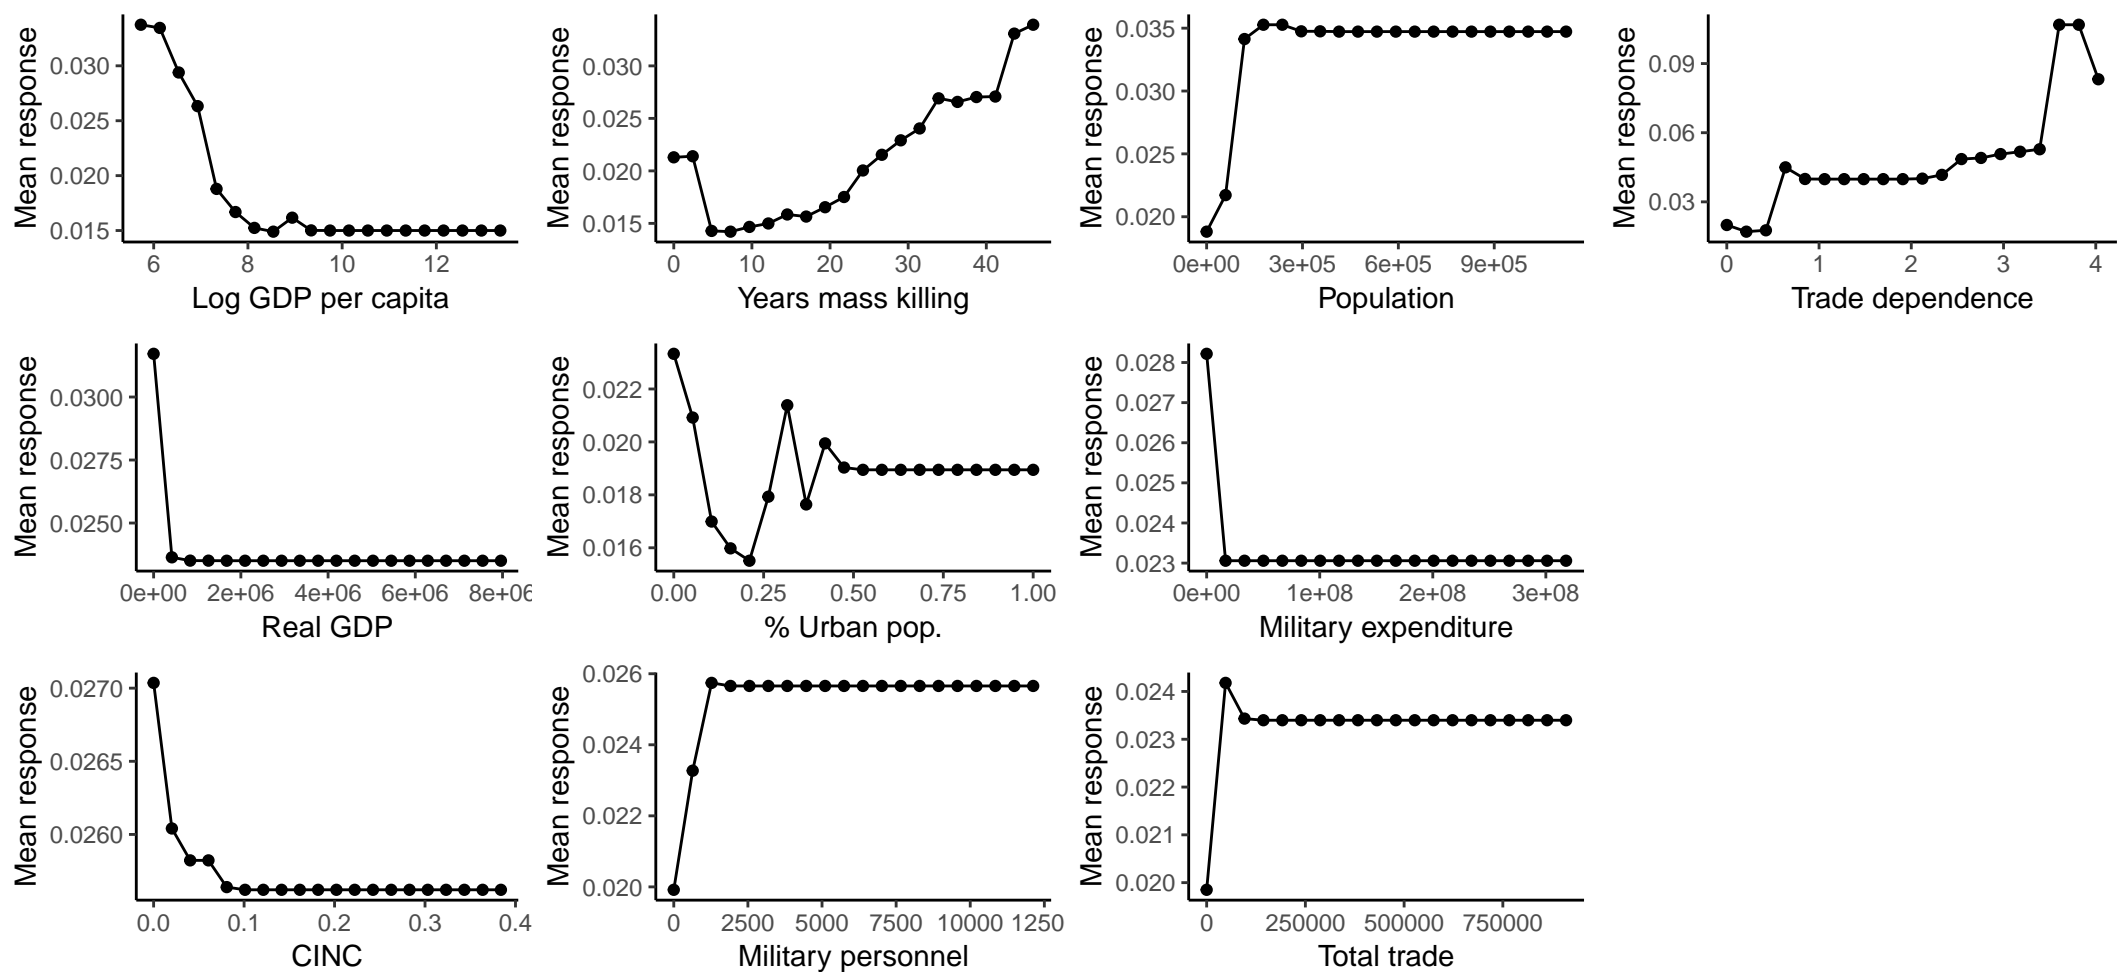 Mean response
0.030
0.025
0.020
0.015
6 8 10 12
Log GDP per capita
Mean response
0.030
0.025
0.020
0.015
0 10 20 30 40
Years mass killing
Mean response
0.035
0.030
0.025
0.020
0e+00 3e+05 6e+05 9e+05
Population
Mean response
0.09
0.06
0.03
0 1 2 3 4
Trade dependence
Mean response
0.0300
0.0275
0.0250
0e+00 2e+06 4e+06 6e+06 8e+06
Real GDP
Mean response
0.022
0.020
0.018
0.016
0.00 0.25 0.50 0.75 1.00
% Urban pop.
Mean response
0.028
0.027
0.026
0.025
0.024
0.023
0e+00 1e+08 2e+08 3e+08
Military expenditure
Mean response
0.0270
0.0265
0.0260
0.0 0.1 0.2 0.3 0.4
CINC
Mean response
0.026
0.024
0.022
0.020
0 2500 5000 7500 10000 1250
Military personnel
Mean response
0.024
0.023
0.022
0.021
0.020
0 250000 500000 750000
Total trade